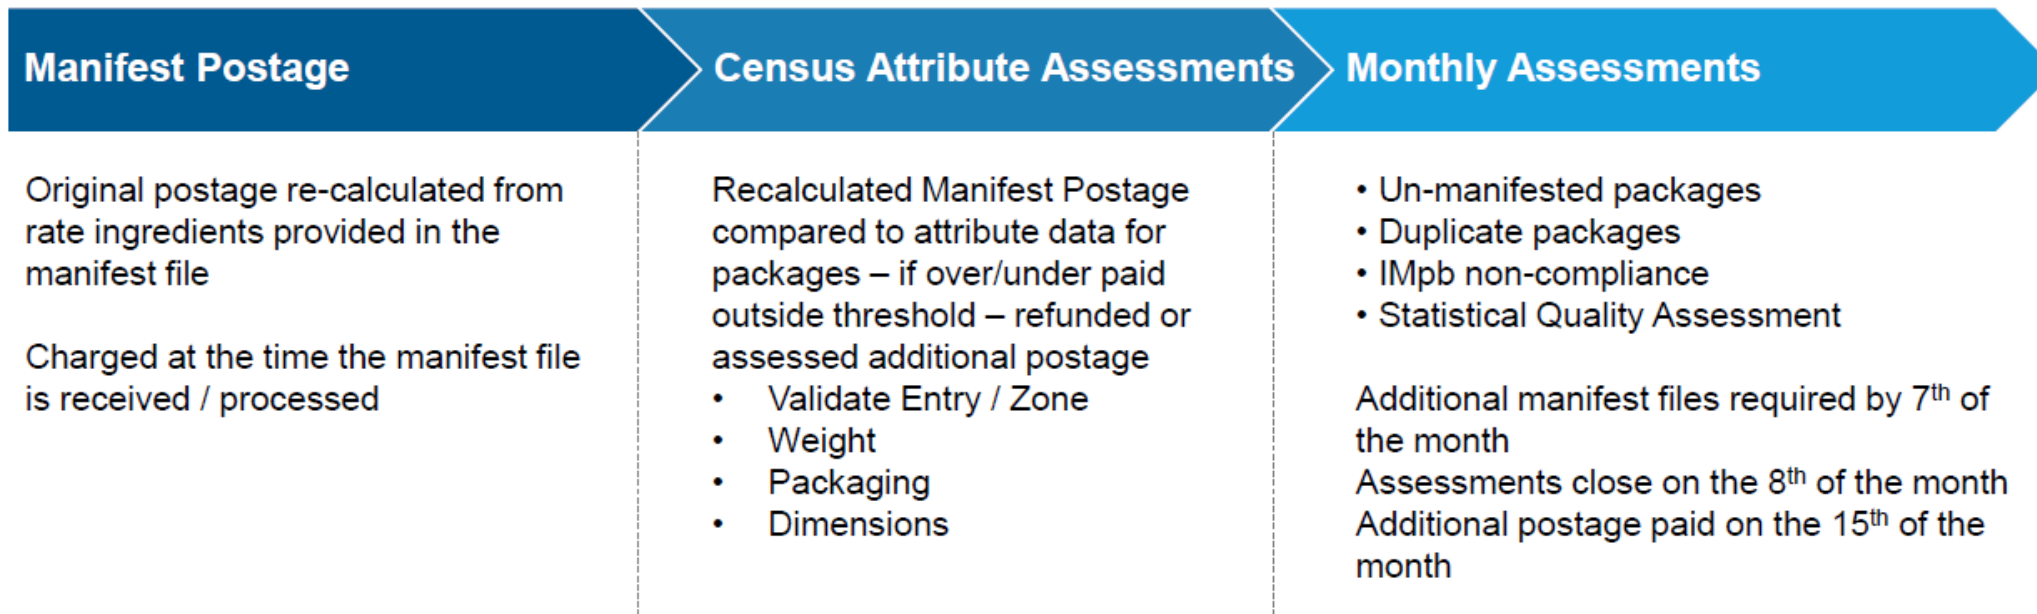 Manifest Postage
Census Attribute Assessments
Monthly Assessments
Original postage re-calculated from
rate ingredients provided in the
manifest file
Charged at the time the manifest file
is received / processed
Recalculated Manifest Postage
compared to attribute data for
packages – if over/under paid
outside threshold – refunded or
assessed additional postage
• Validate Entry / Zone
• Weight
• Packaging
• Dimensions
• Un-manifested packages
• Duplicate packages
• IMpb non-compliance
• Statistical Quality Assessment
Additional manifest files required by 7th of
the month
Assessments close on the 8th of the month
Additional postage paid on the 15th of the
month